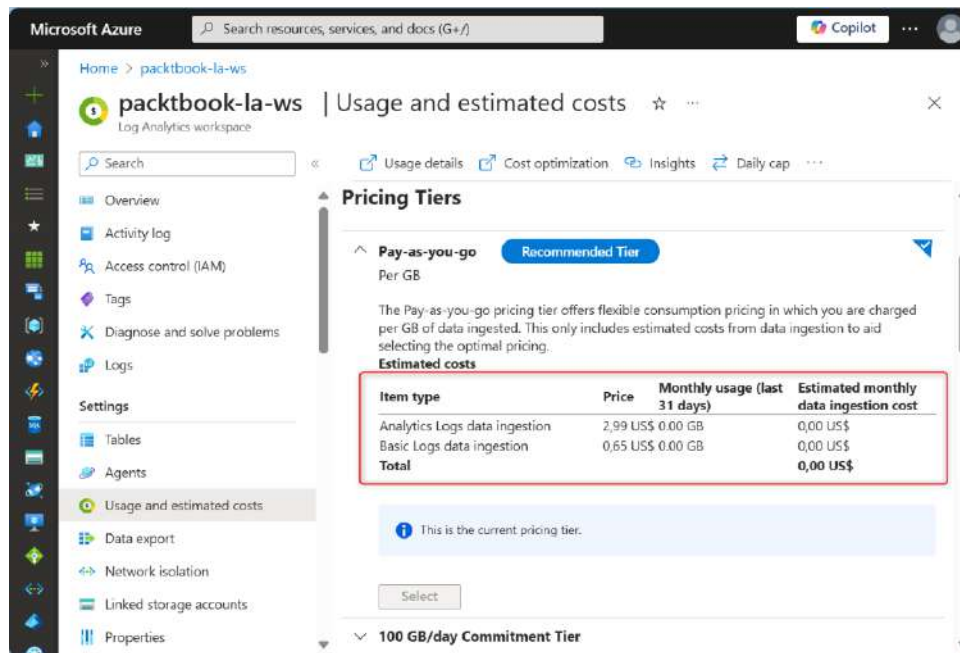 Microsoft Azure
Search resources, services, and docs (G+/)
Copilot
Home > packtbook-la-ws
packtbook-la-ws | Usage and estimated costs
Log Analytics workspace
Search
Usage details
Cost optimization
Insights
Daily cap
Overview
Activity log
Access control (IAM)
Tags
Diagnose and solve problems
Logs
Settings
Tables
Agents
Usage and estimated costs
Data export
Network isolation
Linked storage accounts
Properties
Pricing Tiers
Pay-as-you-go
Recommended Tier
Per GB
The Pay-as-you-go pricing tier offers flexible consumption pricing in which you are charged
per GB of data ingested. This only includes estimated costs from data ingestion to aid
selecting the optimal pricing.
Estimated costs
Item type Price Monthly usage (last 31 days) Estimated monthly data ingestion cost
Analytics Logs data ingestion 2,99 US$ 0.00 GB 0,00 US$
Basic Logs data ingestion 0,65 US$ 0.00 GB 0,00 US$
Total 0,00 US$
This is the current pricing tier.
Select
100 GB/day Commitment Tier